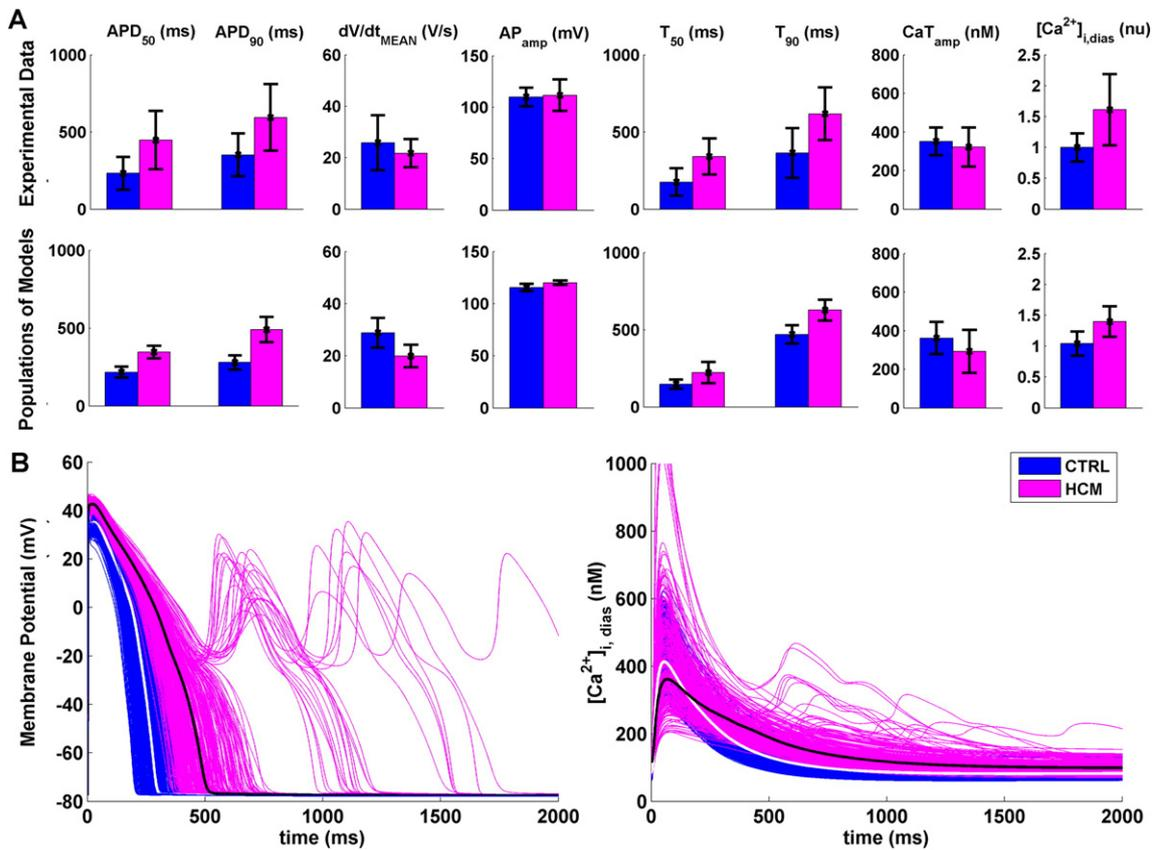 A
APD50 (ms) APD90 (ms) dV/dtMEAN (V/s) APamp (mV) T50 (ms) T90 (ms) CaTamp (nM) [Ca2+]i,dias (nu)
Experimental Data
1000 500 0
60 40 20 0
150 100 50 0
1000 500 0
800 600 400 200 0
2.5 2 1.5 1 0.5 0
Populations of Models
1000 500 0
60 40 20 0
150 100 50 0
1000 500 0
800 600 400 200 0
2.5 2 1.5 1 0.5 0
B
Membrane Potential (mV)
60
40
20
0
-20
-40
-60
-80
0 500 1000 1500 2000
time (ms)
[Ca2+]i, dias (nM)
1000
800
600
400
200
0
0 500 1000 1500 2000
time (ms)
CTRL
HCM